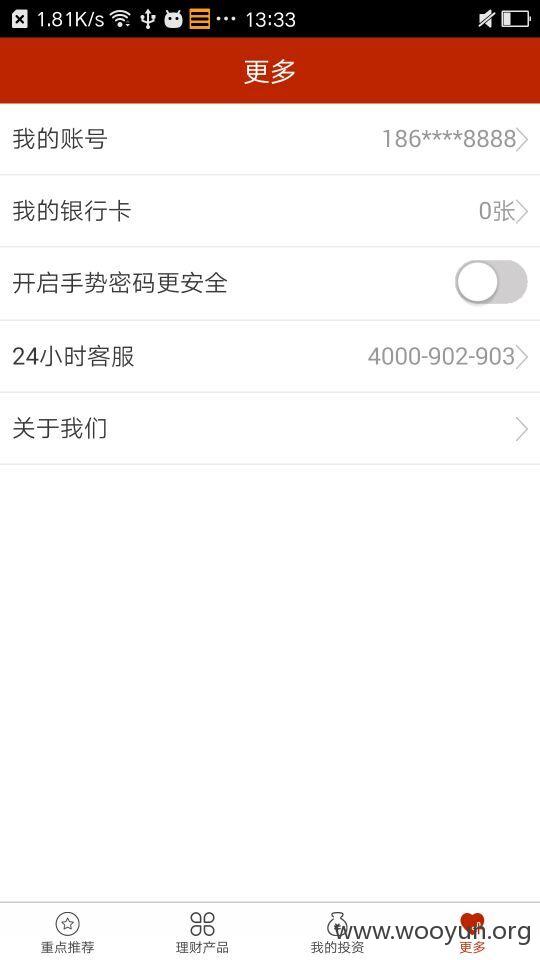 1.81K/s 13:33
更多
我的账号 186****8888
我的银行卡 0张
开启手势密码更安全
24小时客服 4000-902-903
关于我们
www.wooyun.org
重点推荐 理财产品 我的投资 更多